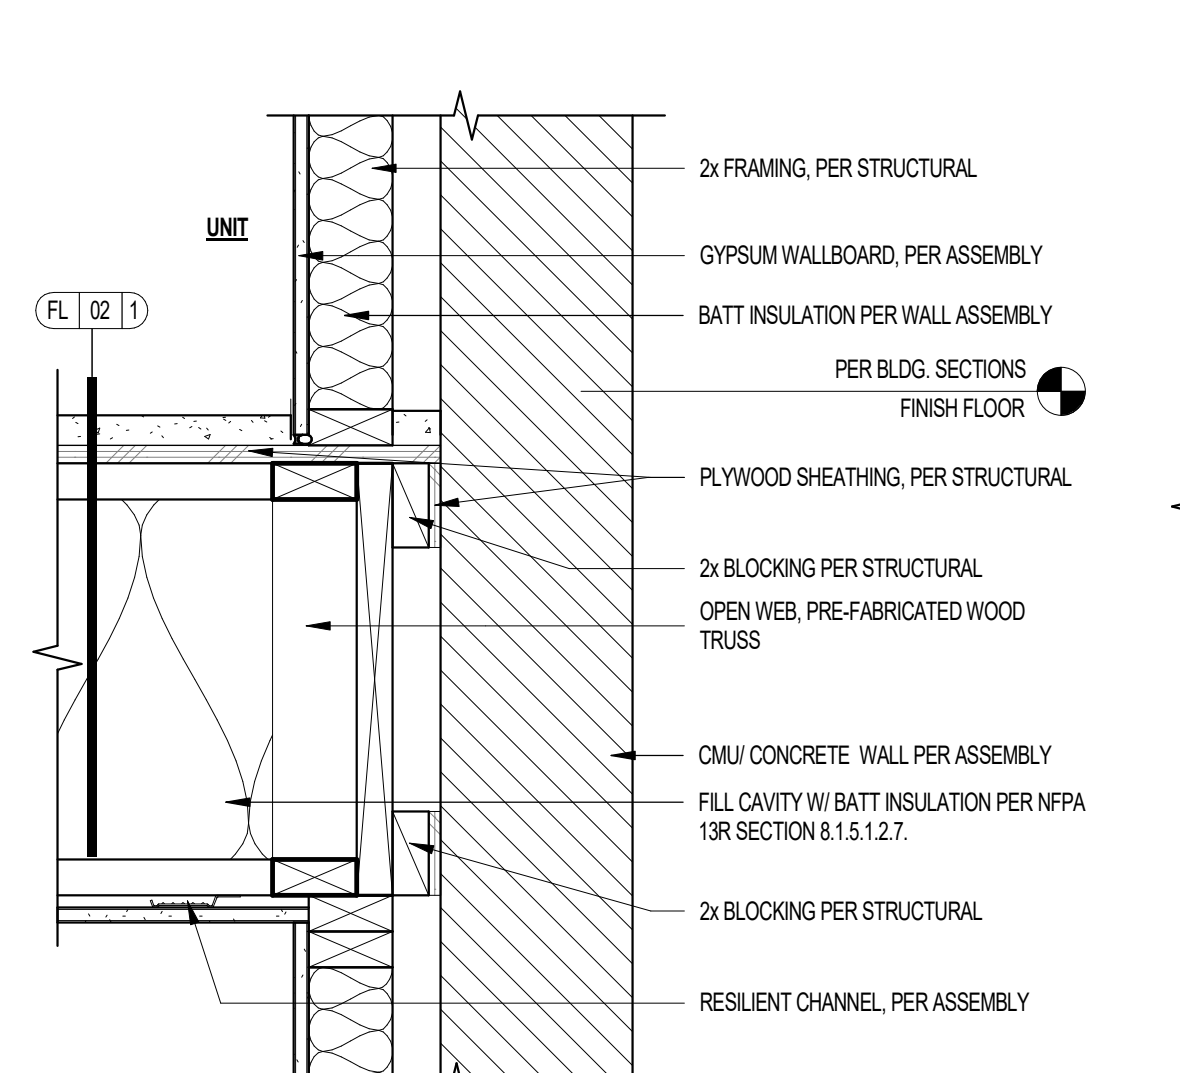 2x FRAMING, PER STRUCTURAL
UNIT
GYPSUM WALLBOARD, PER ASSEMBLY
FL 02 1
BATT INSULATION PER WALL ASSEMBLY
PER BLDG. SECTIONS
FINISH FLOOR
PLYWOOD SHEATHING, PER STRUCTURAL
2x BLOCKING PER STRUCTURAL
OPEN WEB, PRE-FABRICATED WOOD
TRUSS
CMU/ CONCRETE WALL PER ASSEMBLY
FILL CAVITY W/ BATT INSULATION PER NFPA
13R SECTION 8.1.5.1.2.7.
2x BLOCKING PER STRUCTURAL
RESILIENT CHANNEL, PER ASSEMBLY